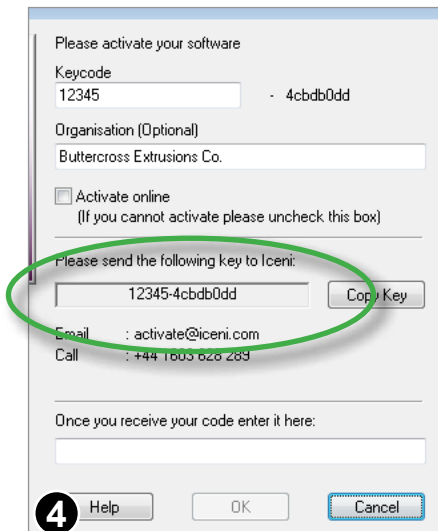 Please activate your software
Keycode
12345 - 4cbdb0dd
Organisation (Optional)
Buttercross Extrusions Co.
Activate online
(If you cannot activate please uncheck this box)
Please send the following key to Iceni:
12345-4cbdb0dd Copy Key
Email : activate@iceni.com
Call : +44 1603 628 289
Once you receive your code enter it here:
4 Help OK Cancel